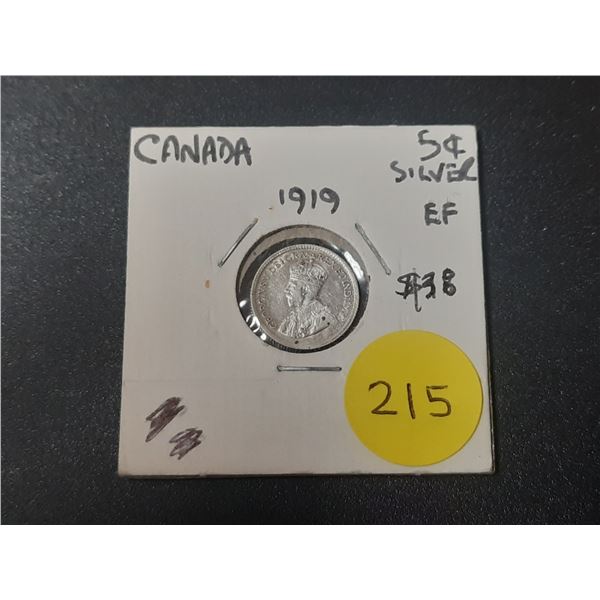 CANADA
5¢
SILVER
1919
EF
$38
215